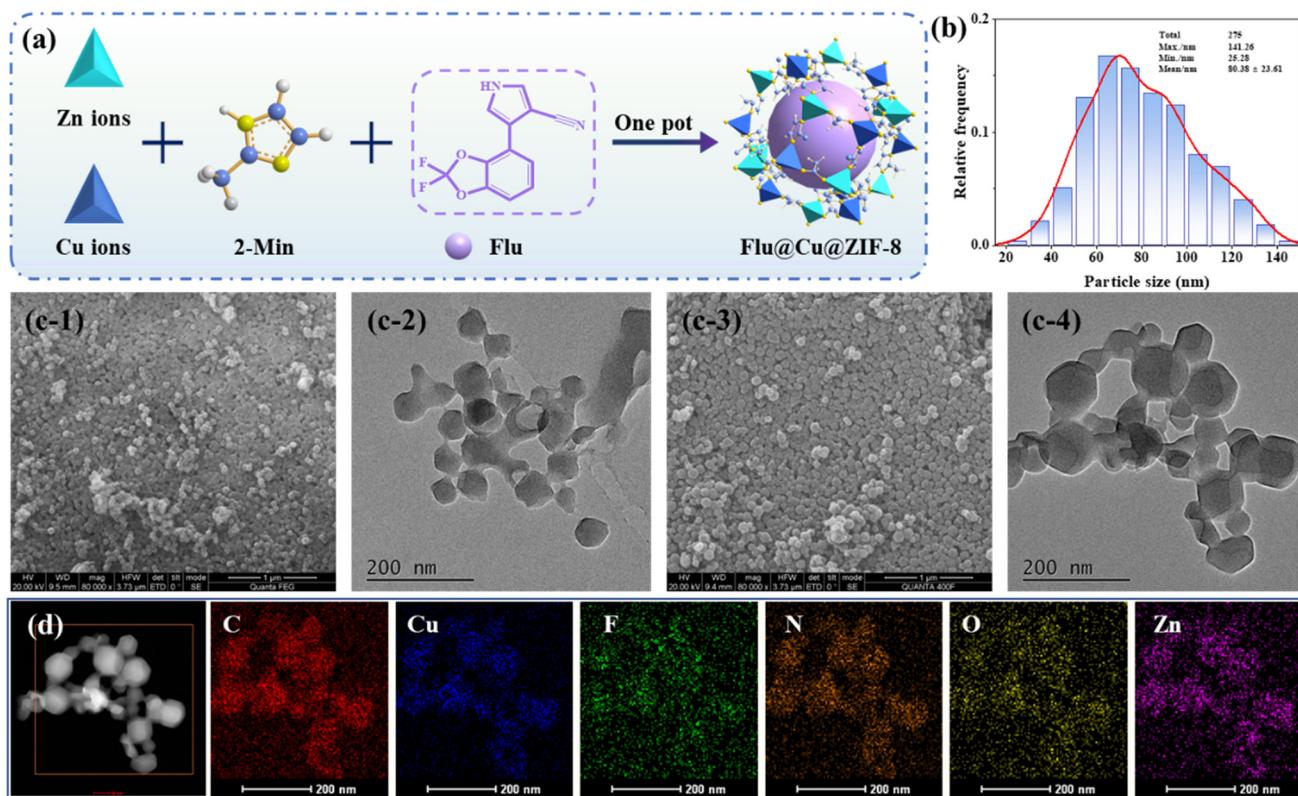 (a)
Zn ions
Cu ions
2-Min
HN
N
F
F
O
O
Flu
One pot
Flu@Cu@ZIF-8
(b)
Relative frequency
0.2
0.1
0.0
Total 275
Max./nm 141.26
Min./nm 25.28
Mean/nm 80.38 ± 23.61
20 40 60 80 100 120 140
Particle size (nm)
(c-1)
HV WD mag HFW det tilt mode
20.00 kV 9.5 mm 80 000 x 3.73 µm ETD 0 ° SE
1 µm
Quanta FEG
(c-2)
200 nm
(c-3)
HV WD mag HFW det tilt mode
20.00 kV 9.4 mm 80 000 x 3.73 µm ETD 0 ° SE
1 µm
QUANTA 400F
(c-4)
200 nm
(d)
C
200 nm
Cu
200 nm
F
200 nm
N
200 nm
O
200 nm
Zn
200 nm